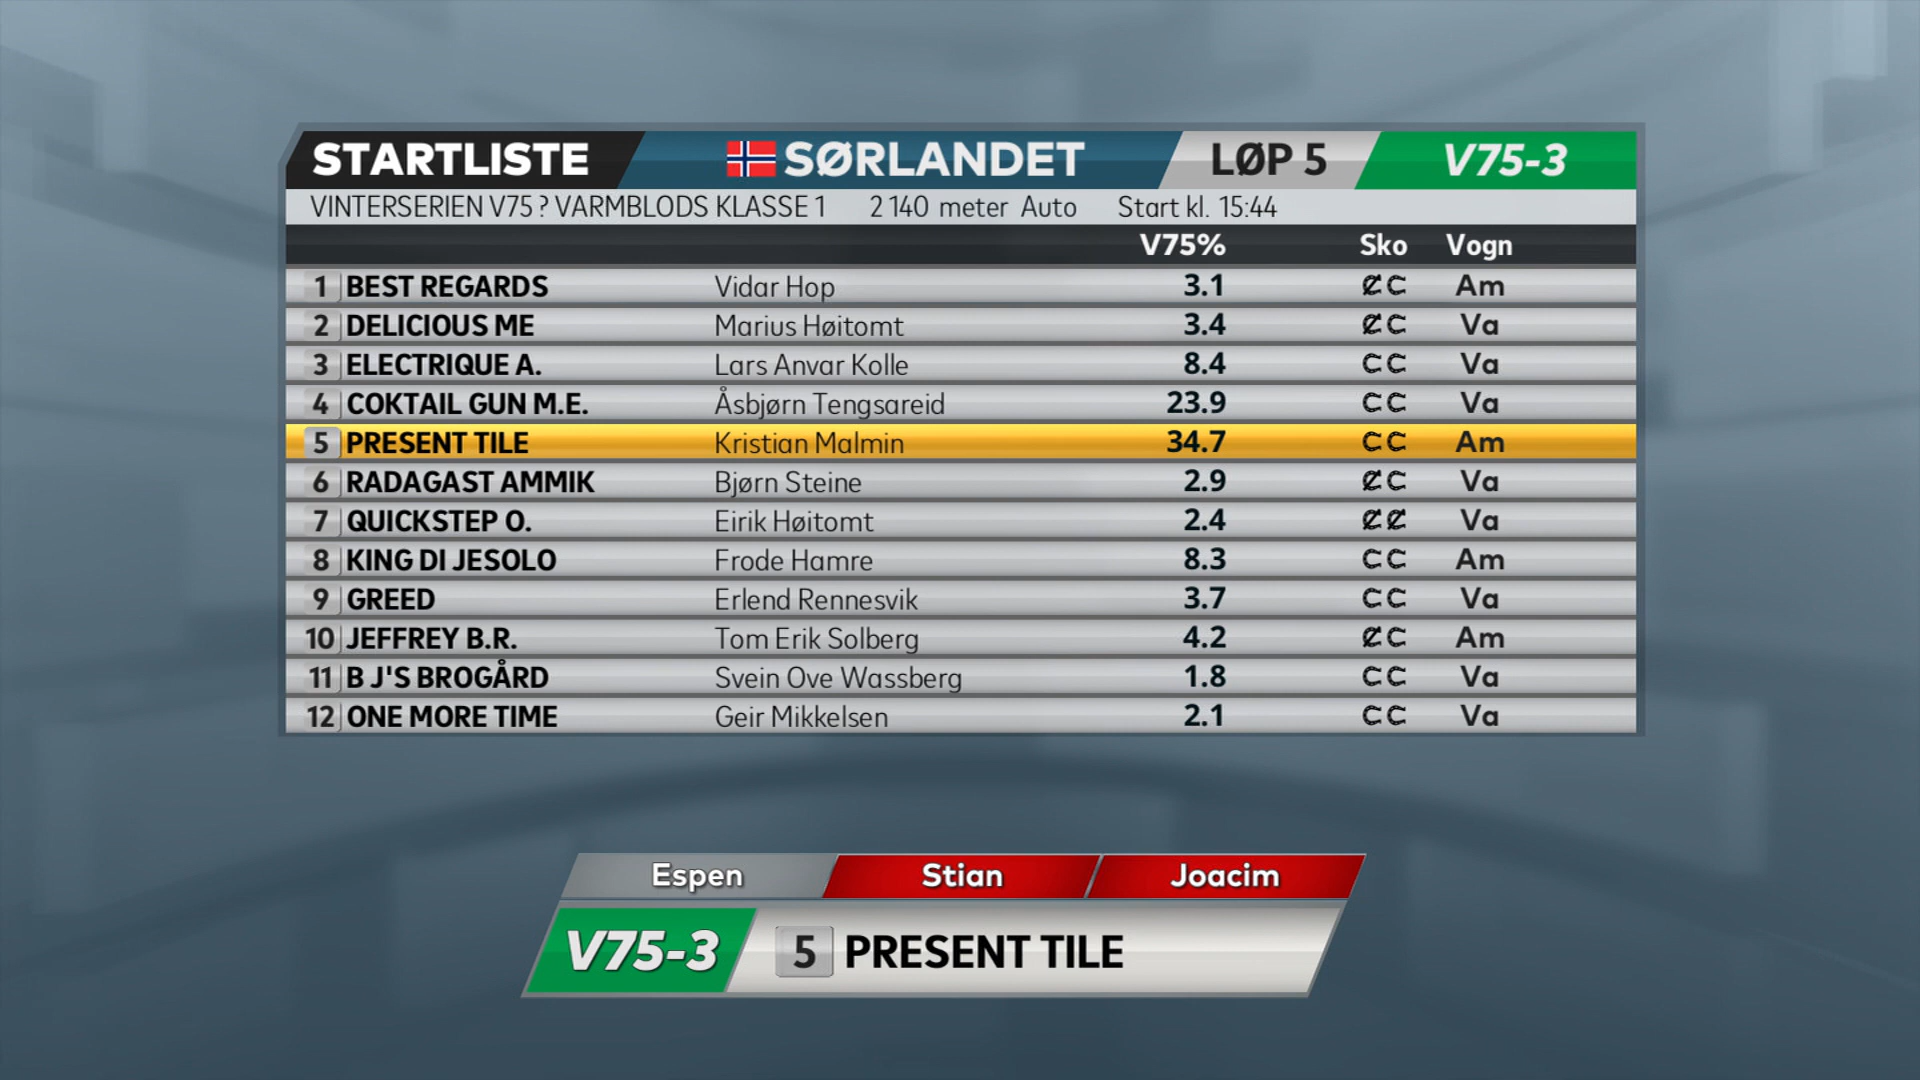 STARTLISTE SØRLANDET LØP 5 V75-3
VINTERSERIEN V75 ? VARMBLODS KLASSE 1 2 140 meter Auto Start kl. 15:44
V75% Sko Vogn
1 BEST REGARDS Vidar Hop 3.1 Am
2 DELICIOUS ME Marius Høitomt 3.4 Va
3 ELECTRIQUE A. Lars Anvar Kolle 8.4 Va
4 COKTAIL GUN M.E. Åsbjørn Tengsareid 23.9 Va
5 PRESENT TILE Kristian Malmin 34.7 Am
6 RADAGAST AMMIK Bjørn Steine 2.9 Va
7 QUICKSTEP O. Eirik Høitomt 2.4 Va
8 KING DI JESOLO Frode Hamre 8.3 Am
9 GREED Erlend Rennesvik 3.7 Va
10 JEFFREY B.R. Tom Erik Solberg 4.2 Am
11 B J'S BROGÅRD Svein Ove Wassberg 1.8 Va
12 ONE MORE TIME Geir Mikkelsen 2.1 Va
Espen Stian Joacim
V75-3 5 PRESENT TILE